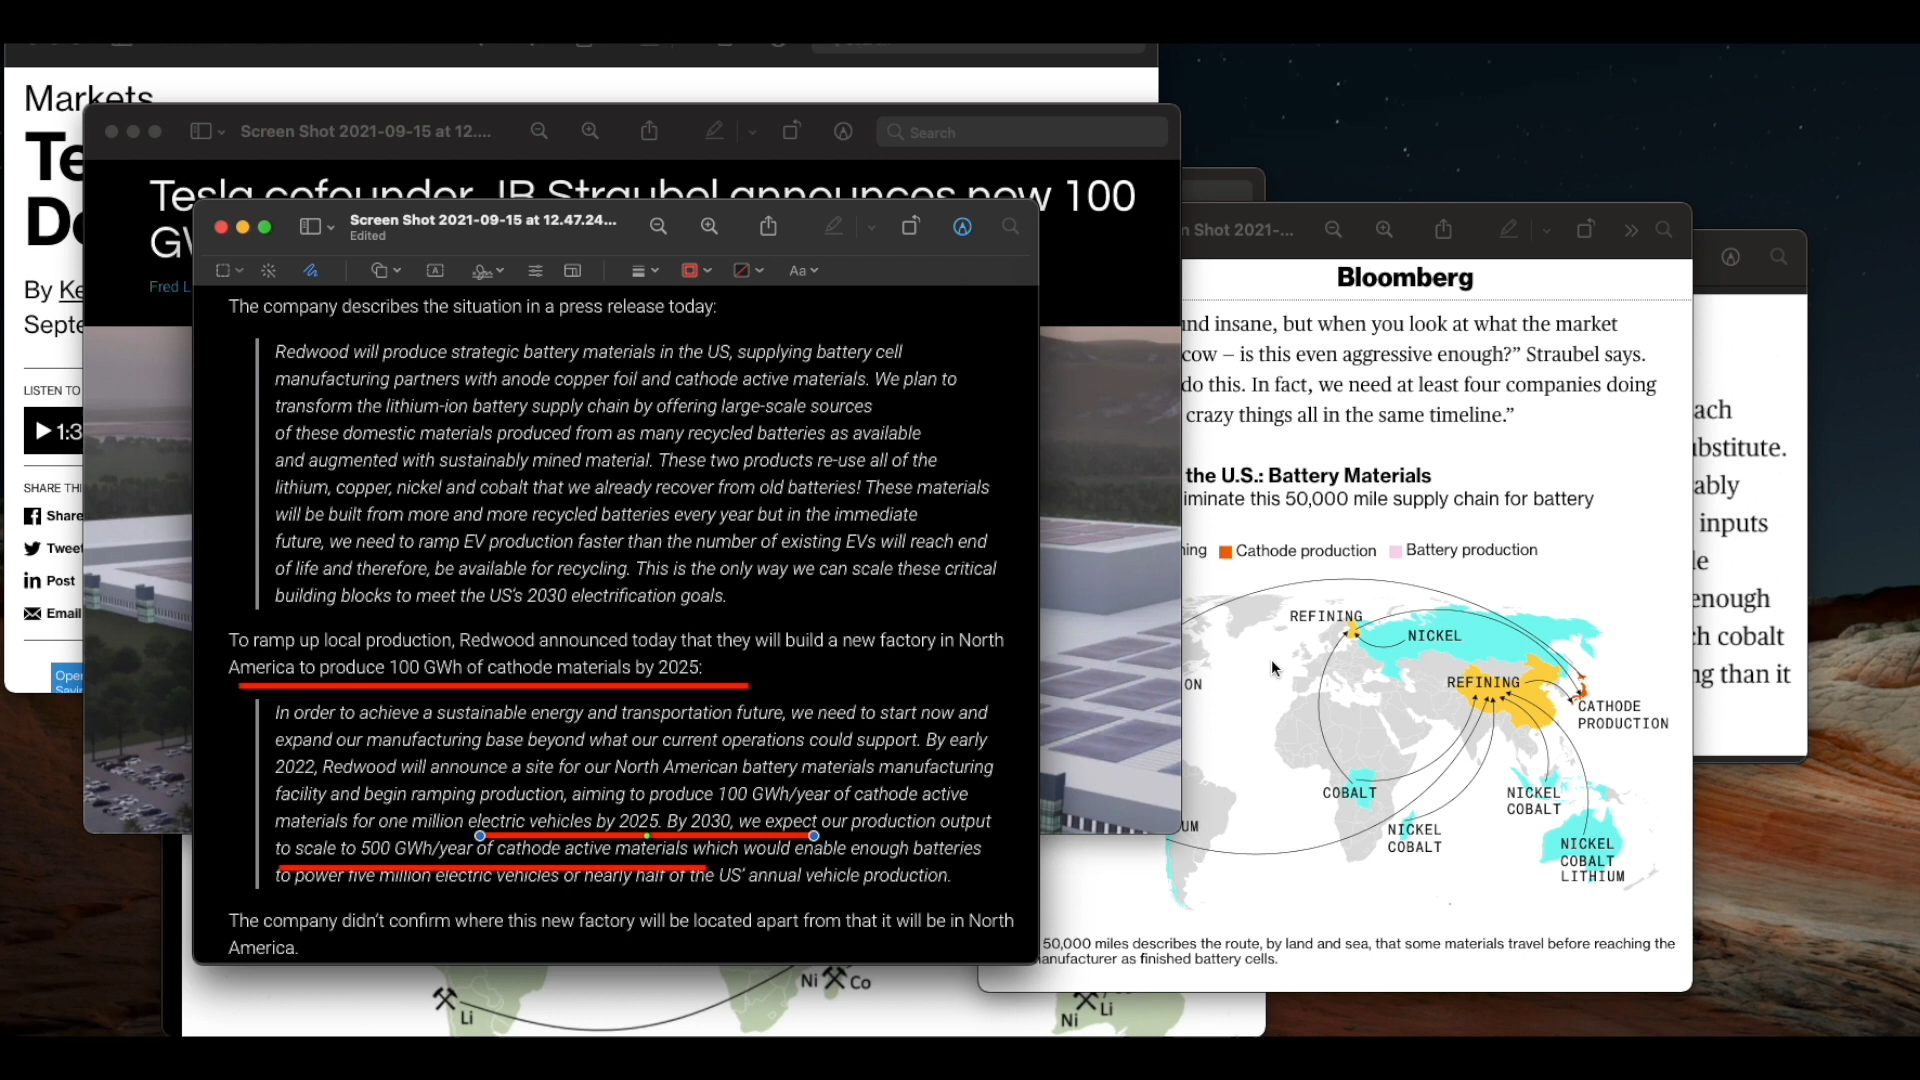 Markets
Te
De
By Ke
Septe
LISTEN TO
1:3
SHARE THI
Share
Tweet
Post
Email
Open
Screen Shot 2021-09-15 at 12....
Search
Tesla cofounder JB Straubel announces new 100
GW
Fred L
Screen Shot 2021-09-15 at 12.47.24...
Edited
Aa
The company describes the situation in a press release today:
Redwood will produce strategic battery materials in the US, supplying battery cell
manufacturing partners with anode copper foil and cathode active materials. We plan to
transform the lithium-ion battery supply chain by offering large-scale sources
of these domestic materials produced from as many recycled batteries as available
and augmented with sustainably mined material. These two products re-use all of the
lithium, copper, nickel and cobalt that we already recover from old batteries! These materials
will be built from more and more recycled batteries every year but in the immediate
future, we need to ramp EV production faster than the number of existing EVs will reach end
of life and therefore, be available for recycling. This is the only way we can scale these critical
building blocks to meet the US's 2030 electrification goals.
To ramp up local production, Redwood announced today that they will build a new factory in North
America to produce 100 GWh of cathode materials by 2025:
In order to achieve a sustainable energy and transportation future, we need to start now and
expand our manufacturing base beyond what our current operations could support. By early
2022, Redwood will announce a site for our North American battery materials manufacturing
facility and begin ramping production, aiming to produce 100 GWh/year of cathode active
materials for one million electric vehicles by 2025. By 2030, we expect our production output
to scale to 500 GWh/year of cathode active materials which would enable enough batteries
to power five million electric vehicles or nearly half of the US' annual vehicle production.
The company didn't confirm where this new factory will be located apart from that it will be in North
America.
n Shot 2021-...
Bloomberg
und insane, but when you look at what the market
cow – is this even aggressive enough?” Straubel says.
do this. In fact, we need at least four companies doing
crazy things all in the same timeline.”
the U.S.: Battery Materials
iminate this 50,000 mile supply chain for battery
ning Cathode production Battery production
REFINING
NICKEL
ON
REFINING
CATHODE
PRODUCTION
COBALT
NICKEL
COBALT
UM
NICKEL
COBALT
NICKEL
COBALT
LITHIUM
50,000 miles describes the route, by land and sea, that some materials travel before reaching the
anufacturer as finished battery cells.
ach
ubstitute.
ably
inputs
le
enough
h cobalt
ng than it
Li
Ni Co
Ni Li